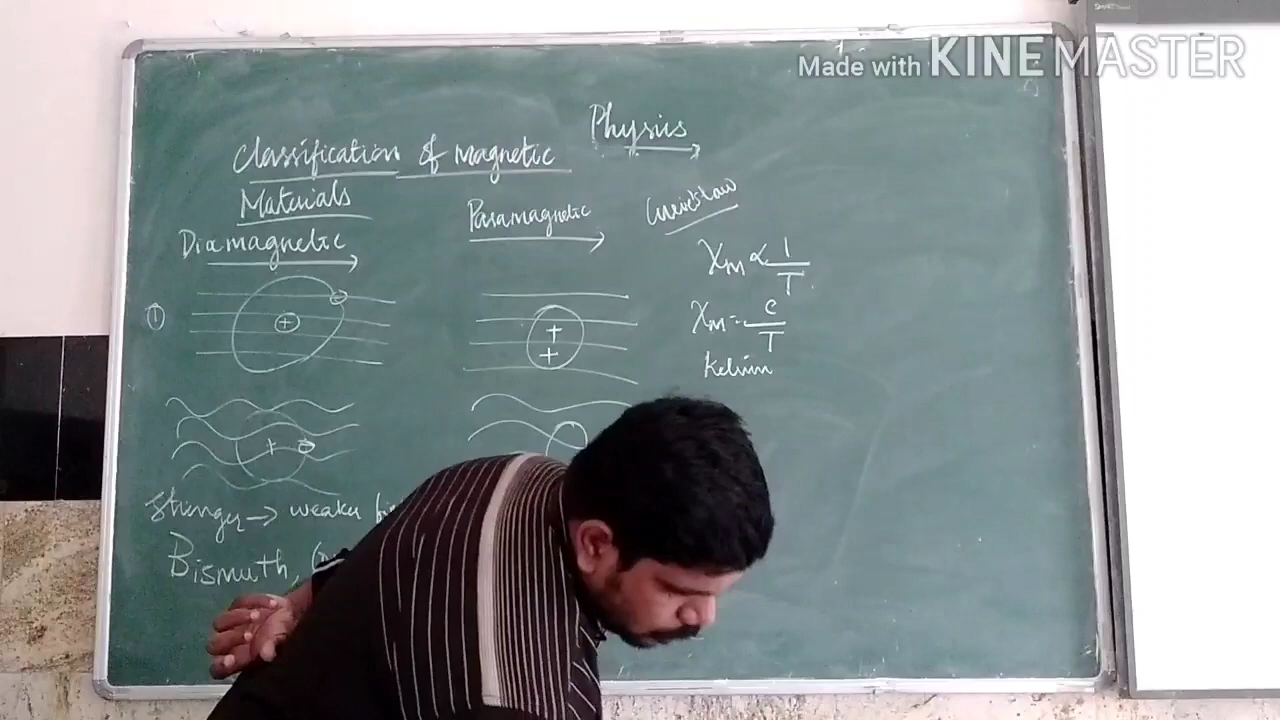 Made with KINEMASTER
Physics
Classification of Magnetic
Materials
Diamagnetic
①
+
+
Stronger → weaker
Bismuth,
Paramagnetic
+
+
Curie's law
χm ∝ 1/T
χm = C/T
Kelvin